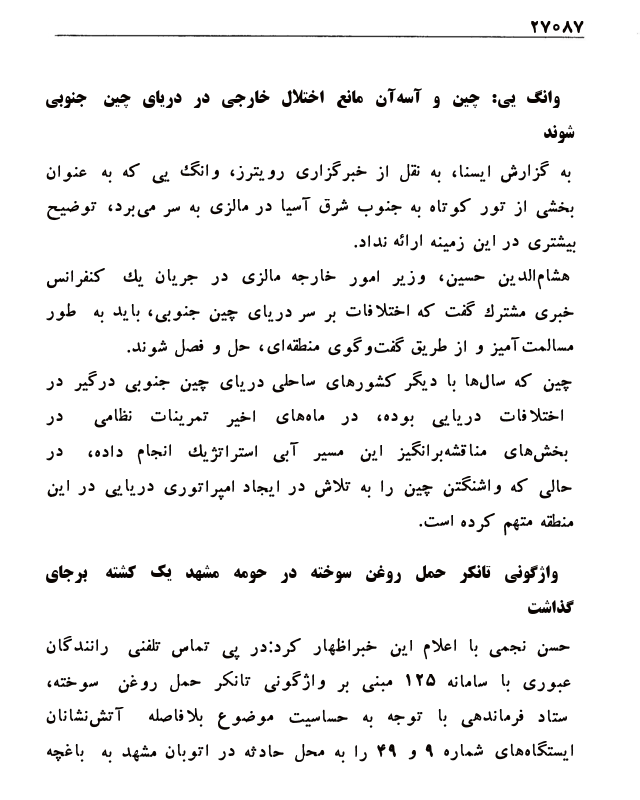 ۲۷۰۸۷
وانگ یی: چین و آسه‌آن مانع اختلال خارجی در دریای چین جنوبی
شوند
به گزارش ایسنا، به نقل از خبرگزاری رویترز، وانگ یی که به عنوان
بخشی از تور کوتاه به جنوب شرق آسیا در مالزی به سر می‌برد، توضیح
بیشتری در این زمینه ارائه نداد.
هشام‌الدین حسین، وزیر امور خارجه مالزی در جریان یك کنفرانس
خبری مشترك گفت که اختلافات بر سر دریای چین جنوبی، باید به طور
مسالمت‌آمیز و از طریق گفت‌وگوی منطقه‌ای، حل و فصل شوند.
چین که سال‌ها با دیگر کشورهای ساحلی دریای چین جنوبی درگیر در
اختلافات دریایی بوده، در ماه‌های اخیر تمرینات نظامی در
بخش‌های مناقشه‌برانگیز این مسیر آبی استراتژیك انجام داده، در
حالی که واشنگتن چین را به تلاش در ایجاد امپراتوری دریایی در این
منطقه متهم کرده است.
واژگونی تانکر حمل روغن سوخته در حومه مشهد یک کشته برجای
گذاشت
حسن نجمی با اعلام این خبراظهار کرد:در پی تماس تلفنی رانندگان
عبوری با سامانه ۱۲۵ مبنی بر واژگونی تانکر حمل روغن سوخته،
ستاد فرماندهی با توجه به حساسیت موضوع بلافاصله آتش‌نشانان
ایستگاه‌های شماره ۹ و ۴۹ را به محل حادثه در اتوبان مشهد به باغچه